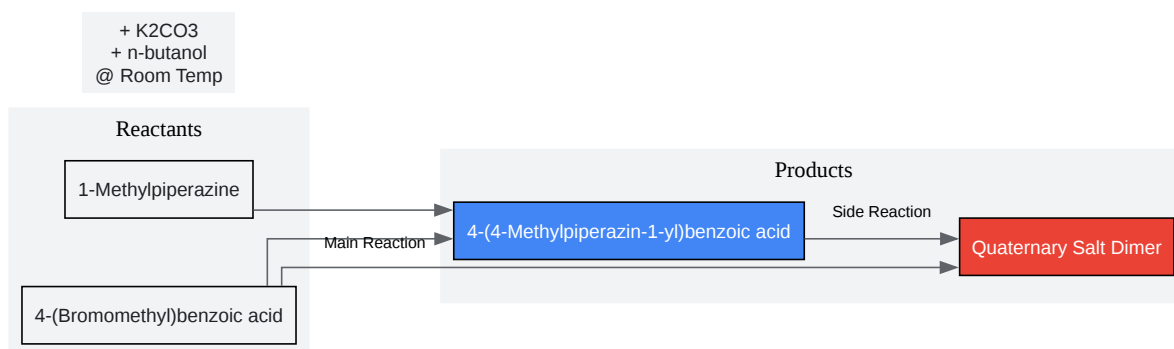 + K2CO3
+ n-butanol
@ Room Temp
Reactants
1-Methylpiperazine
4-(Bromomethyl)benzoic acid
Main Reaction
Products
4-(4-Methylpiperazin-1-yl)benzoic acid
Side Reaction
Quaternary Salt Dimer